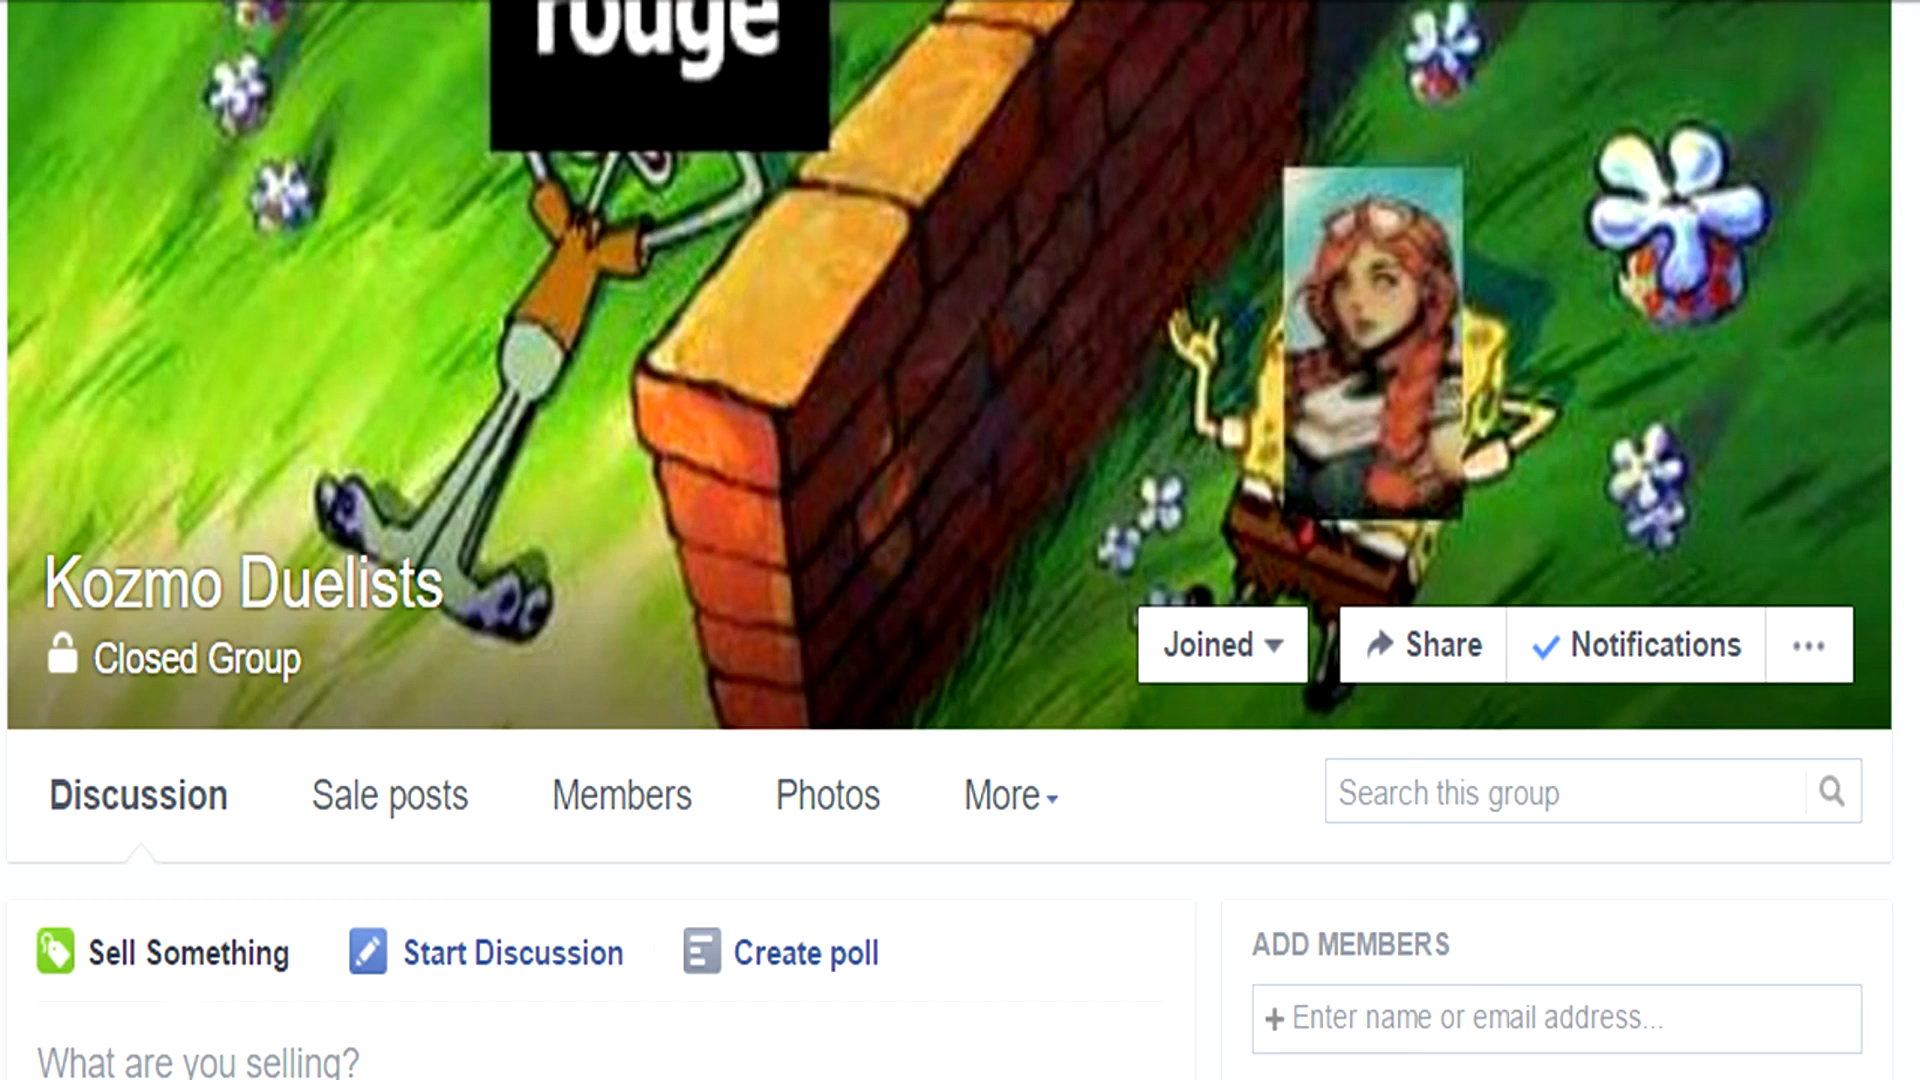 rouge
Kozmo Duelists
Closed Group
Joined
Share
Notifications
Discussion
Sale posts
Members
Photos
More
Search this group
Sell Something
Start Discussion
Create poll
ADD MEMBERS
+ Enter name or email address...
What are you selling?